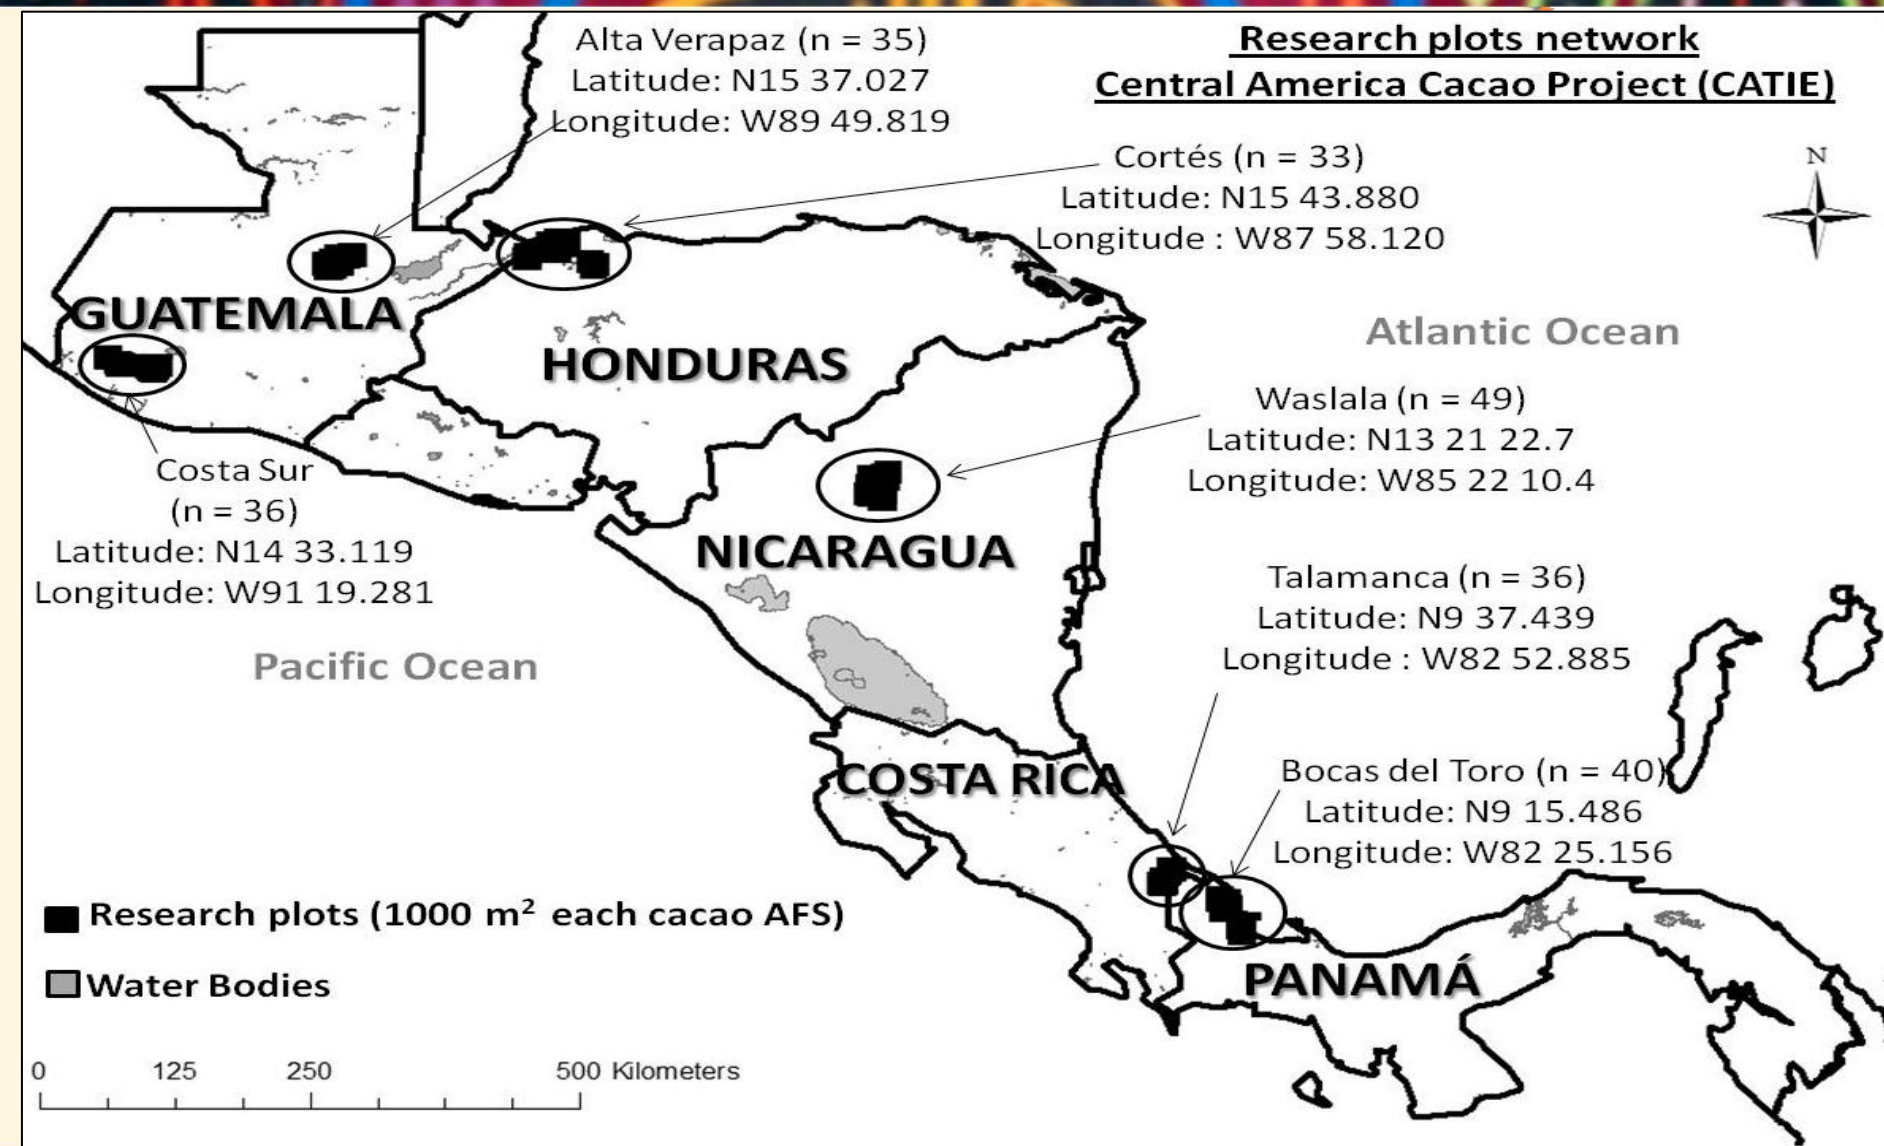 Research plots network
Central America Cacao Project (CATIE)
Alta Verapaz (n = 35)
Latitude: N15 37.027
Longitude: W89 49.819
Cortés (n = 33)
Latitude: N15 43.880
Longitude : W87 58.120
N
GUATEMALA
HONDURAS
Atlantic Ocean
Waslala (n = 49)
Latitude: N13 21 22.7
Longitude: W85 22 10.4
Costa Sur
(n = 36)
Latitude: N14 33.119
Longitude: W91 19.281
NICARAGUA
Pacific Ocean
Talamanca (n = 36)
Latitude: N9 37.439
Longitude : W82 52.885
COSTA RICA
Bocas del Toro (n = 40)
Latitude: N9 15.486
Longitude: W82 25.156
PANAMÁ
Research plots (1000 m² each cacao AFS)
Water Bodies
0 125 250 500 Kilometers